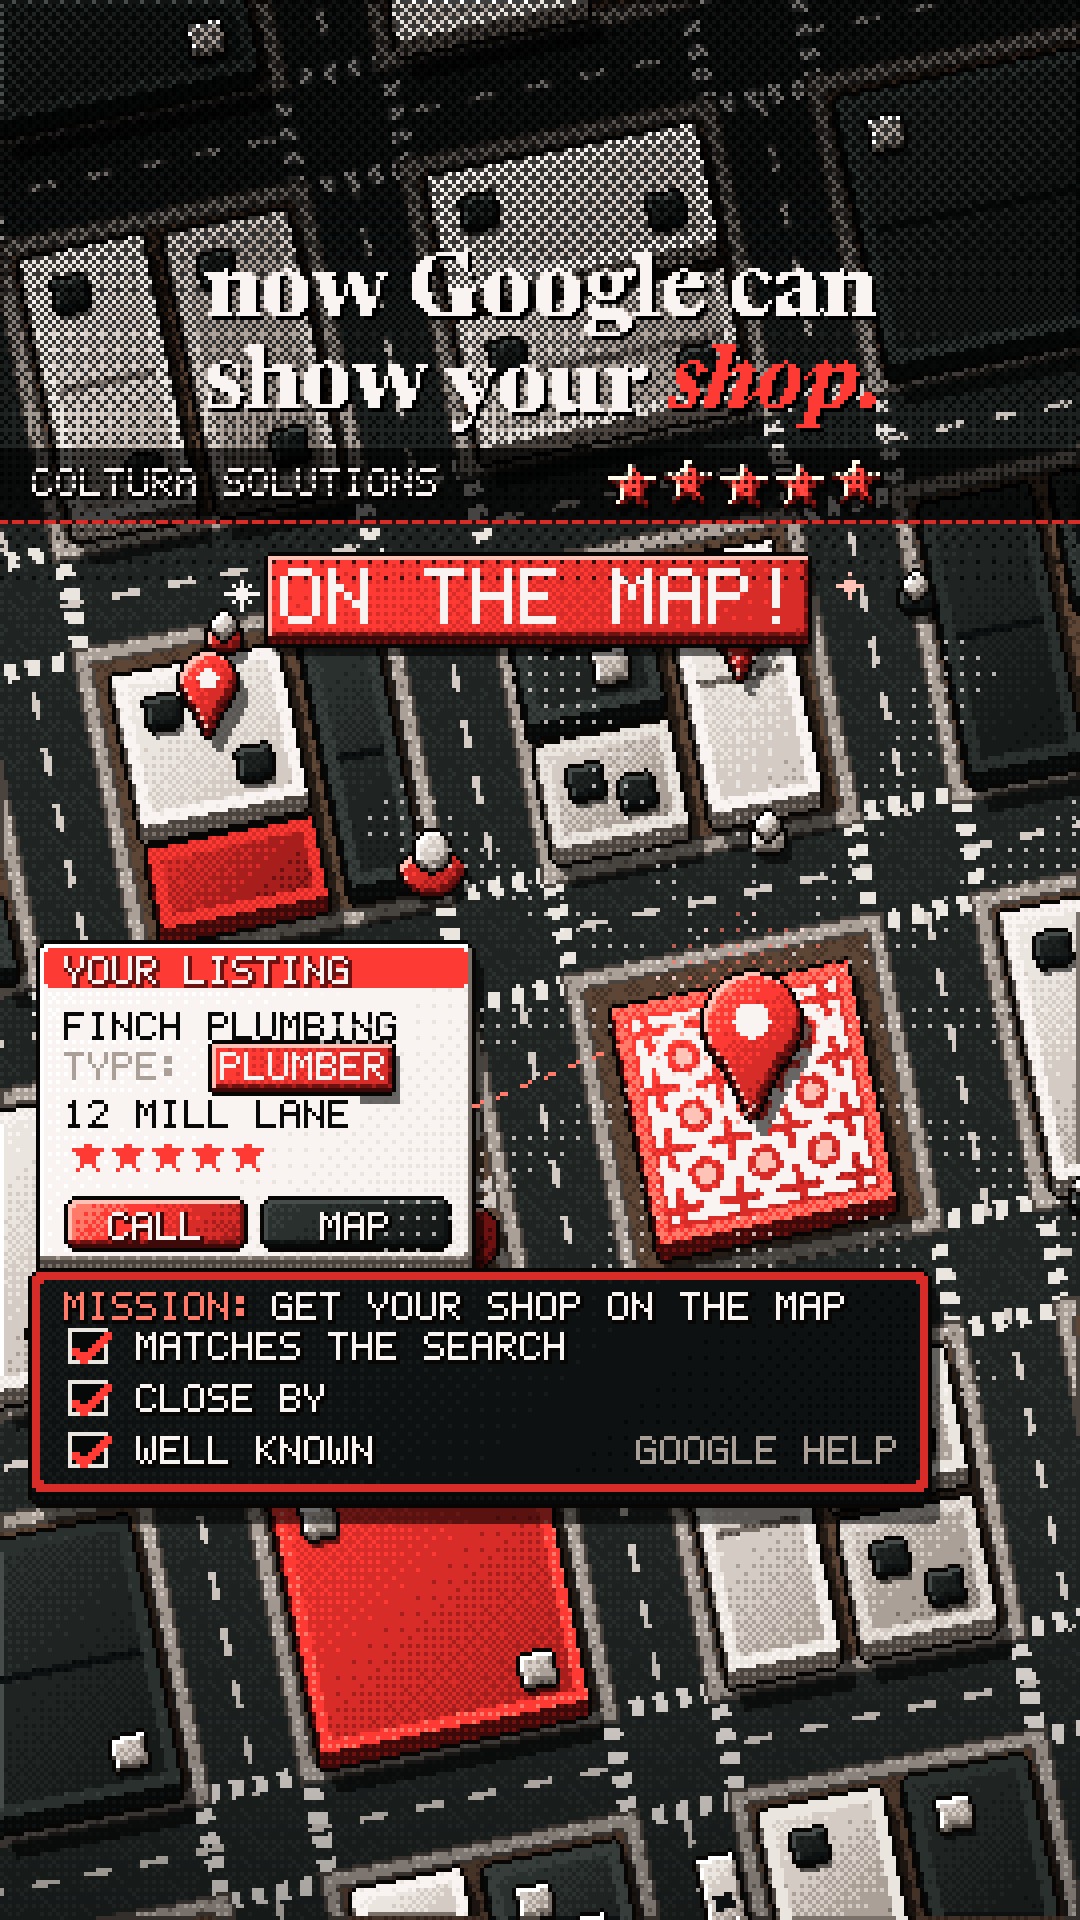 now Google can
show your shop.
COLTURA SOLUTIONS
ON THE MAP!
YOUR LISTING
FINCH PLUMBING
TYPE: PLUMBER
12 MILL LANE
CALL MAP
MISSION: GET YOUR SHOP ON THE MAP
MATCHES THE SEARCH
CLOSE BY
WELL KNOWN
GOOGLE HELP